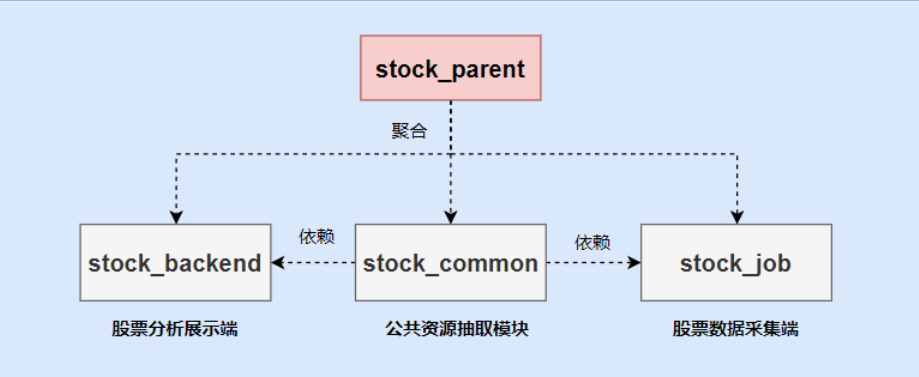 stock_parent
聚合
依赖
依赖
stock_backend
stock_common
stock_job
股票分析展示端
公共资源抽取模块
股票数据采集端